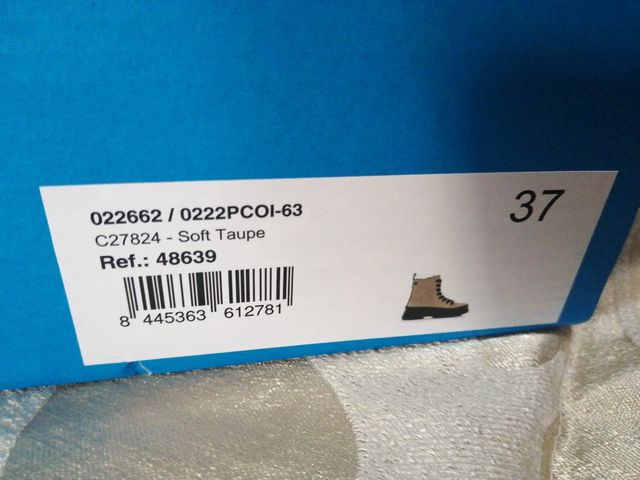 022662 / 0222PCOI-63
37
C27824 - Soft Taupe
Ref.: 48639
8 445363 612781